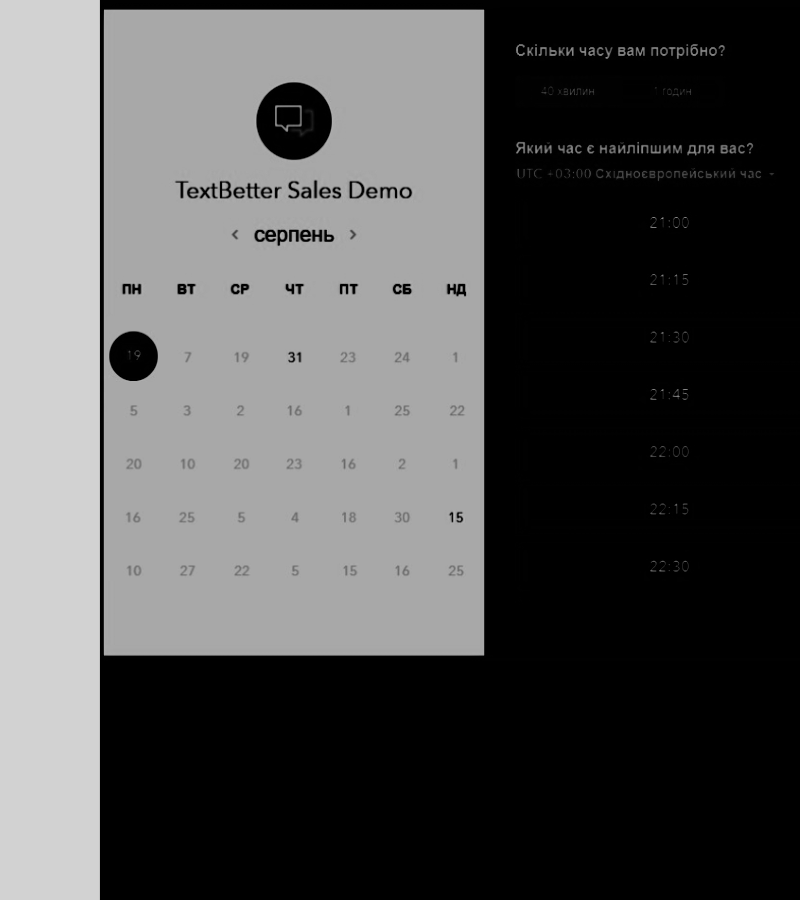 TextBetter Sales Demo
‹ серпень ›
ПН ВТ СР ЧТ ПТ СБ НД
19 7 19 31 23 24 1
5 3 2 16 1 25 22
20 10 20 23 16 2 1
16 25 5 4 18 30 15
10 27 22 5 15 16 25
Скільки часу вам потрібно?
40 хвилин 1 годин
Який час є найліпшим для вас?
UTC +03:00 Східноєвропейський час
21:00
21:15
21:30
21:45
22:00
22:15
22:30